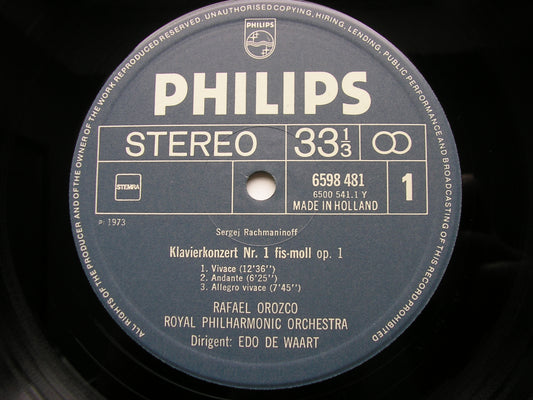 ALL RIGHTS OF THE PRODUCER AND OF THE OWNER OF THE WORK REPRODUCED RESERVED. UNAUTHORISED COPYING, HIRING, LENDING, PUBLIC PERFORMANCE AND BROADCASTING OF THIS RECORD PROHIBITED
PHILIPS
PHILIPS
STEREO 33 1/3
STEMRA 6598 481 1
6500 541.1 Y
MADE IN HOLLAND
P: 1973
Sergej Rachmaninoff
Klavierkonzert Nr. 1 fis-moll op. 1
1. Vivace (12'36'')
2. Andante (6'25'')
3. Allegro vivace (7'45'')
RAFAEL OROZCO
ROYAL PHILHARMONIC ORCHESTRA
Dirigent: EDO DE WAART